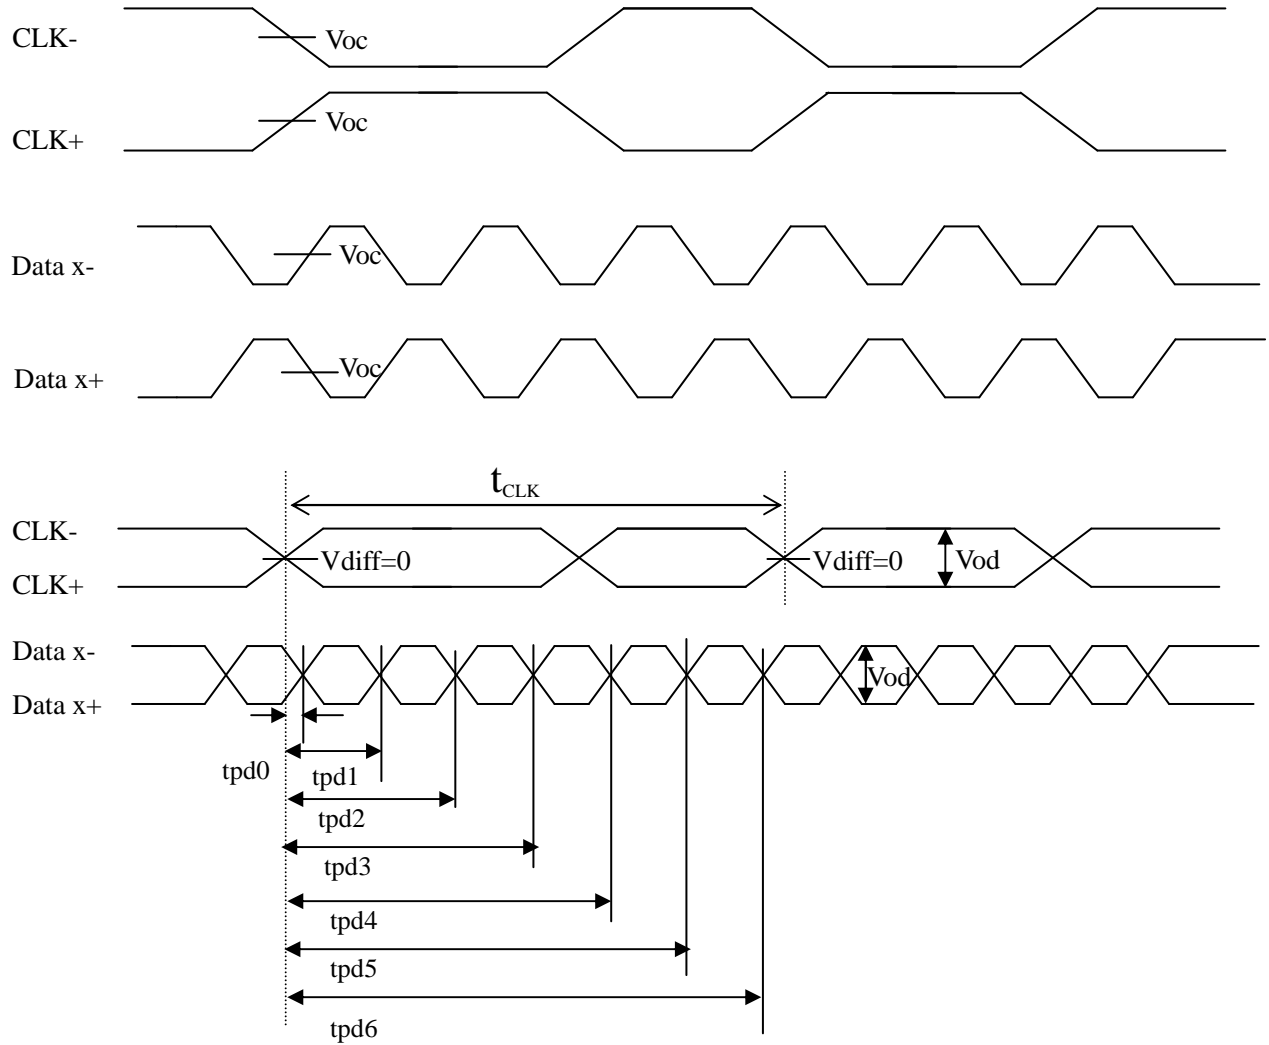 CLK-
Voc
CLK+
Voc
Data x-
Voc
Data x+
Voc
tCLK
CLK-
Vdiff=0
Vdiff=0
Vod
CLK+
Data x-
Vod
Data x+
tpd0
tpd1
tpd2
tpd3
tpd4
tpd5
tpd6